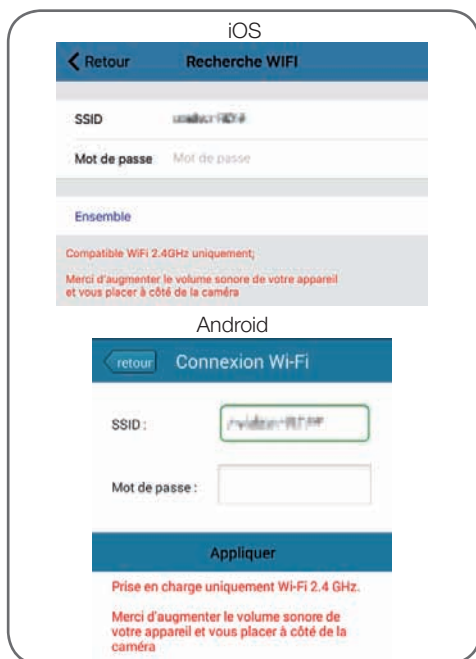 iOS
Retour Recherche WIFI
SSID
Mot de passe Mot de passe
Ensemble
Compatible WiFi 2.4GHz uniquement;
Merci d'augmenter le volume sonore de votre appareil
et vous placer à côté de la caméra
Android
retour Connexion Wi-Fi
SSID :
Mot de passe :
Appliquer
Prise en charge uniquement Wi-Fi 2.4 GHz.
Merci d'augmenter le volume sonore de
votre appareil et vous placer à côté de la
caméra